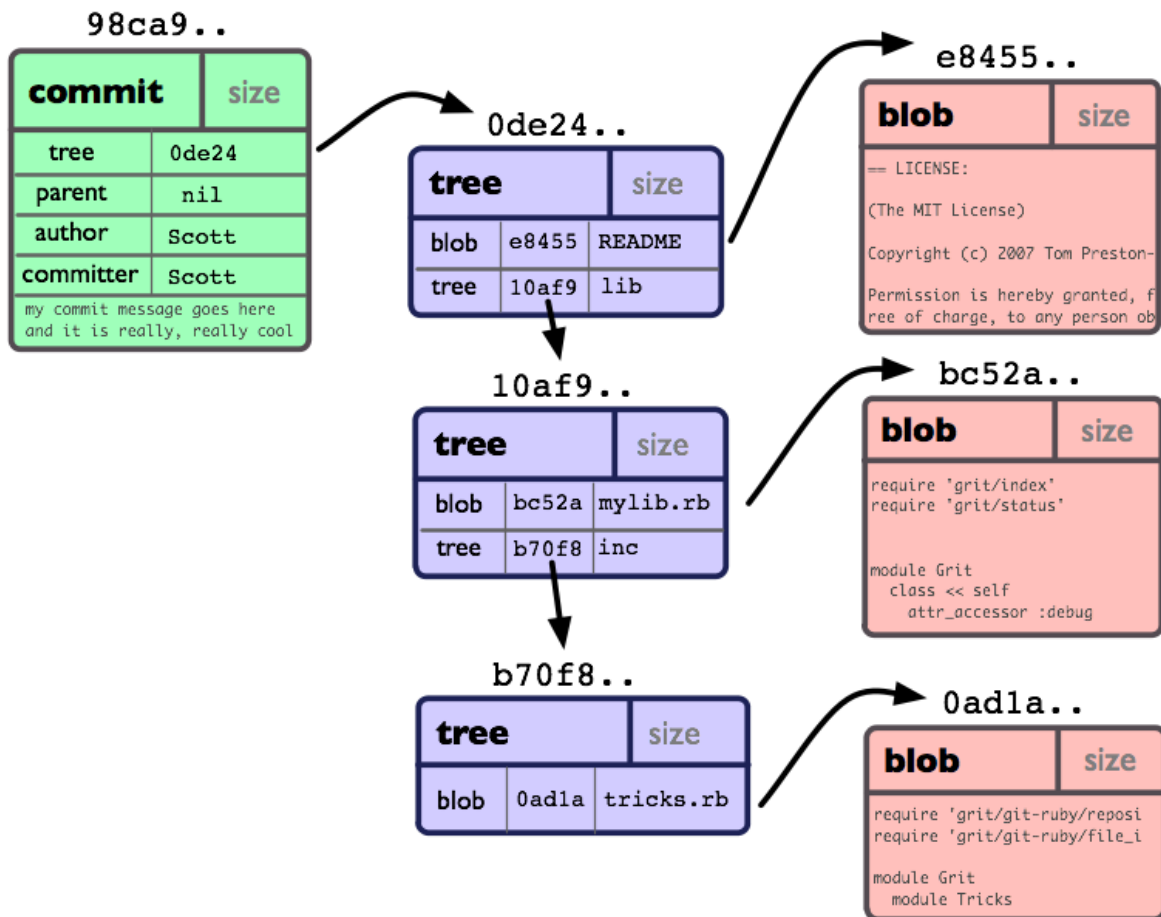 98ca9..
commit size
tree 0de24
parent nil
author Scott
committer Scott
my commit message goes here
and it is really, really cool
0de24..
tree size
blob e8455 README
tree 10af9 lib
10af9..
tree size
blob bc52a mylib.rb
tree b70f8 inc
b70f8..
tree size
blob 0ad1a tricks.rb
e8455..
blob size
== LICENSE:
(The MIT License)
Copyright (c) 2007 Tom Preston-
Permission is hereby granted, f
ree of charge, to any person ob
bc52a..
blob size
require 'grit/index'
require 'grit/status'
module Grit
class << self
attr_accessor :debug
0ad1a..
blob size
require 'grit/git-ruby/reposi
require 'grit/git-ruby/file_i
module Grit
module Tricks